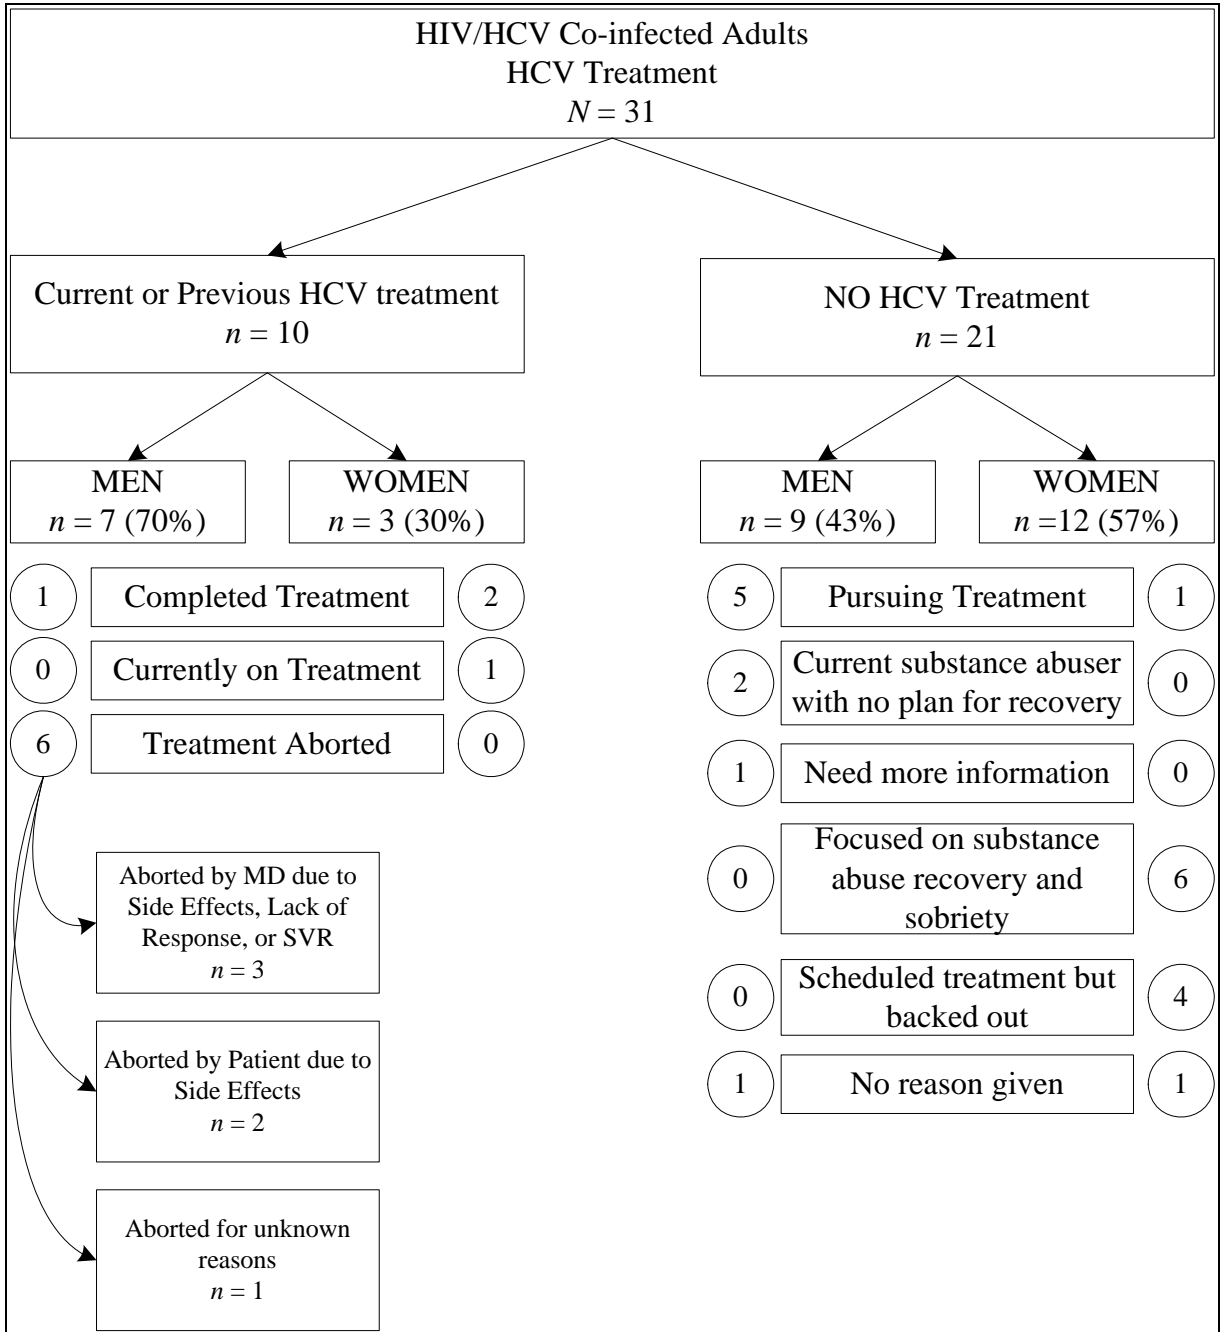 HIV/HCV Co-infected Adults
HCV Treatment
N = 31
Current or Previous HCV treatment
n = 10
NO HCV Treatment
n = 21
MEN
n = 7 (70%)
WOMEN
n = 3 (30%)
MEN
n = 9 (43%)
WOMEN
n =12 (57%)
1 Completed Treatment 2
0 Currently on Treatment 1
6 Treatment Aborted 0
Aborted by MD due to
Side Effects, Lack of
Response, or SVR
n = 3
Aborted by Patient due to
Side Effects
n = 2
Aborted for unknown
reasons
n = 1
5 Pursuing Treatment 1
2 Current substance abuser
with no plan for recovery 0
1 Need more information 0
0 Focused on substance
abuse recovery and
sobriety 6
0 Scheduled treatment but
backed out 4
1 No reason given 1